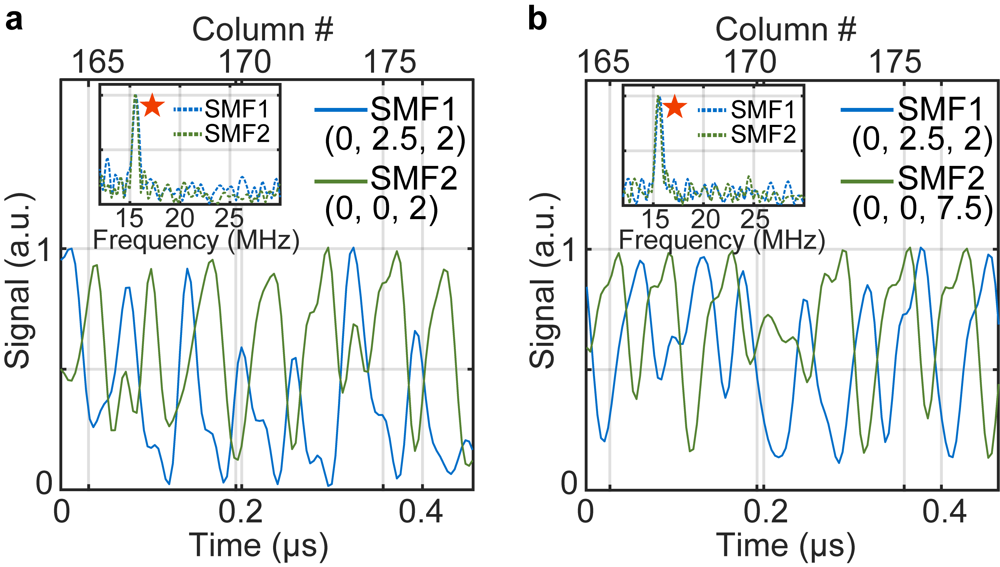 a
Column #
165 170 175
SMF1
SMF2
15 20 25
Frequency (MHz)
SMF1
(0, 2.5, 2)
SMF2
(0, 0, 2)
Signal (a.u.)
1
0
0 0.2 0.4
Time (µs)
b
Column #
165 170 175
SMF1
SMF2
15 20 25
Frequency (MHz)
SMF1
(0, 2.5, 2)
SMF2
(0, 0, 7.5)
Signal (a.u.)
1
0
0 0.2 0.4
Time (µs)